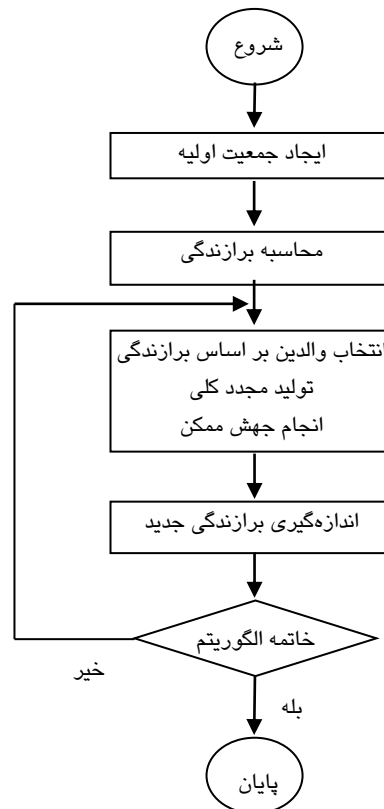 شروع
ایجاد جمعیت اولیه
محاسبه برازندگی
انتخاب والدین بر اساس برازندگی
تولید مجدد کلی
انجام جهش ممکن
اندازه‌گیری برازندگی جدید
خاتمه الگوریتم
خیر
بله
پایان